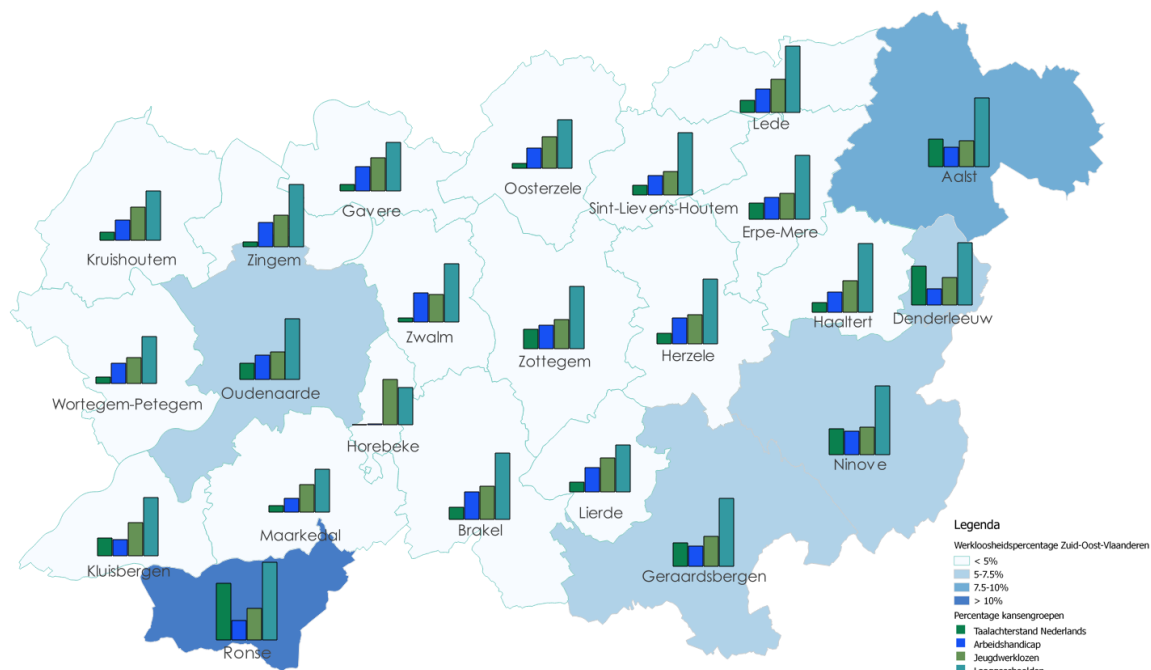 Lede
Aalst
Oosterzele
Gavere
Sint-Lievens-Houtem
Erpe-Mere
Kruishoutem
Zingem
Haaltert
Denderleeuw
Zwalm
Zottegem
Herzele
Wortegem-Petegem
Oudenaarde
Horebeke
Ninove
Lierde
Maarkedal
Brakel
Kluisbergen
Geraardsbergen
Ronse
Legenda
Werkloosheidspercentage Zuid-Oost-Vlaanderen
< 5%
5-7.5%
7.5-10%
> 10%
Percentage kansengroepen
Taalachterstand Nederlands
Arbeidshandicap
Jeugdwerklozen